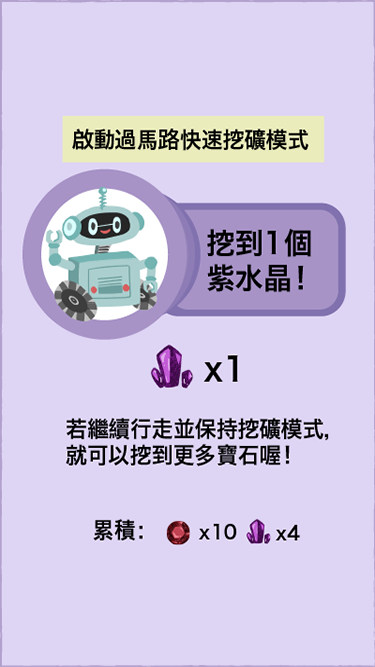 啟動過馬路快速挖礦模式
挖到1個
紫水晶！
x1
若繼續行走並保持挖礦模式,
就可以挖到更多寶石喔！
累積： x10 x4